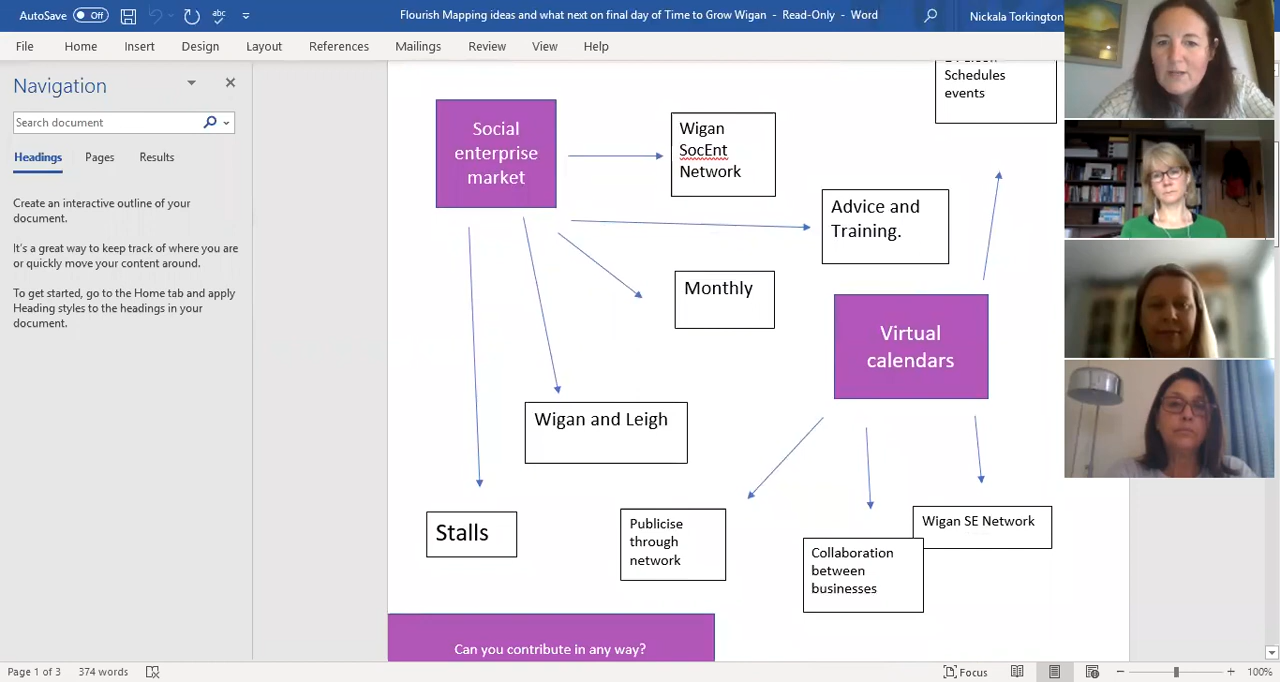 AutoSave Off
abc
Flourish Mapping ideas and what next on final day of Time to Grow Wigan - Read-Only - Word
Nickala Torkington
File Home Insert Design Layout References Mailings Review View Help
Navigation
Search document
Headings Pages Results
Create an interactive outline of your
document.
It's a great way to keep track of where you are
or quickly move your content around.
To get started, go to the Home tab and apply
Heading styles to the headings in your
document.
Schedules
events
Social
enterprise
market
Wigan
SocEnt
Network
Advice and
Training.
Monthly
Virtual
calendars
Wigan and Leigh
Stalls
Publicise
through
network
Wigan SE Network
Collaboration
between
businesses
Can you contribute in any way?
Page 1 of 3 374 words
Focus
100%